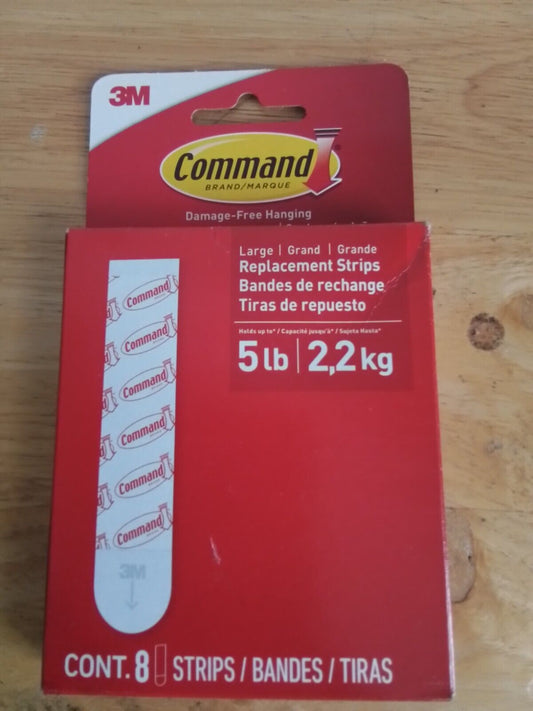 3M
Command
BRAND/MARQUE
Damage-Free Hanging
Large | Grand | Grande
Replacement Strips
Bandes de rechange
Tiras de repuesto
Holds up to* / Capacité jusqu'à* / Sujeta Hasta*
5 lb | 2,2 kg
Command
Command
Command
Command
Command
Command
3M
CONT. 8 STRIPS / BANDES / TIRAS